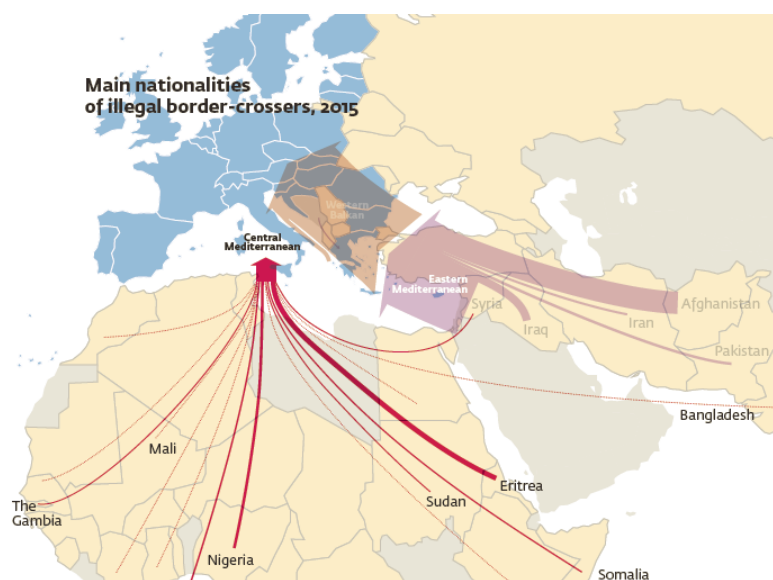 Main nationalities
of illegal border-crossers, 2015
Western
Balkan
Central
Mediterranean
Eastern
Mediterranean
Syria
Afghanistan
Iran
Iraq
Pakistan
Bangladesh
Mali
Eritrea
The
Gambia
Sudan
Nigeria
Somalia